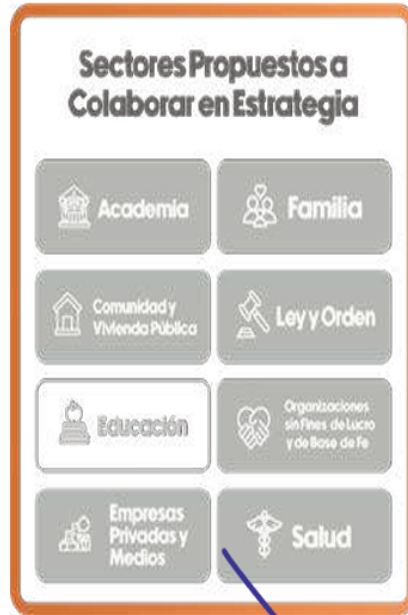 Sectores Propuestos a
Colaborar en Estrategia
Academia
Familia
Comunidad y
Vivienda Pública
Ley y Orden
Educación
Organizaciones
sin Fines de Lucro
y de Base de Fe
Empresas
Privadas y
Medios
Salud